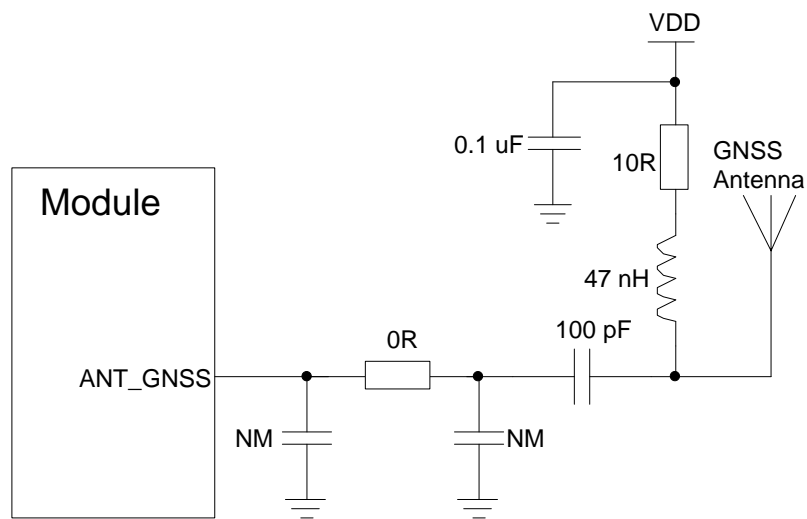 VDD
0.1 uF
10R
GNSS
Antenna
Module
47 nH
100 pF
0R
ANT_GNSS
NM
NM